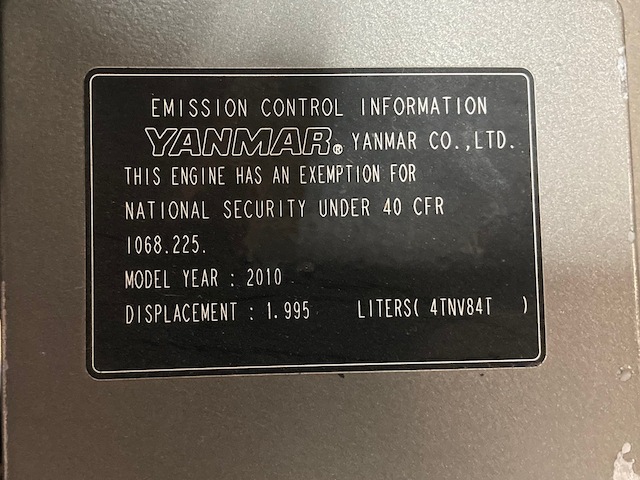 EMISSION CONTROL INFORMATION
YANMAR® YANMAR CO.,LTD.
THIS ENGINE HAS AN EXEMPTION FOR
NATIONAL SECURITY UNDER 40 CFR
1068.225.
MODEL YEAR : 2010
DISPLACEMENT : 1.995 LITERS( 4TNV84T )